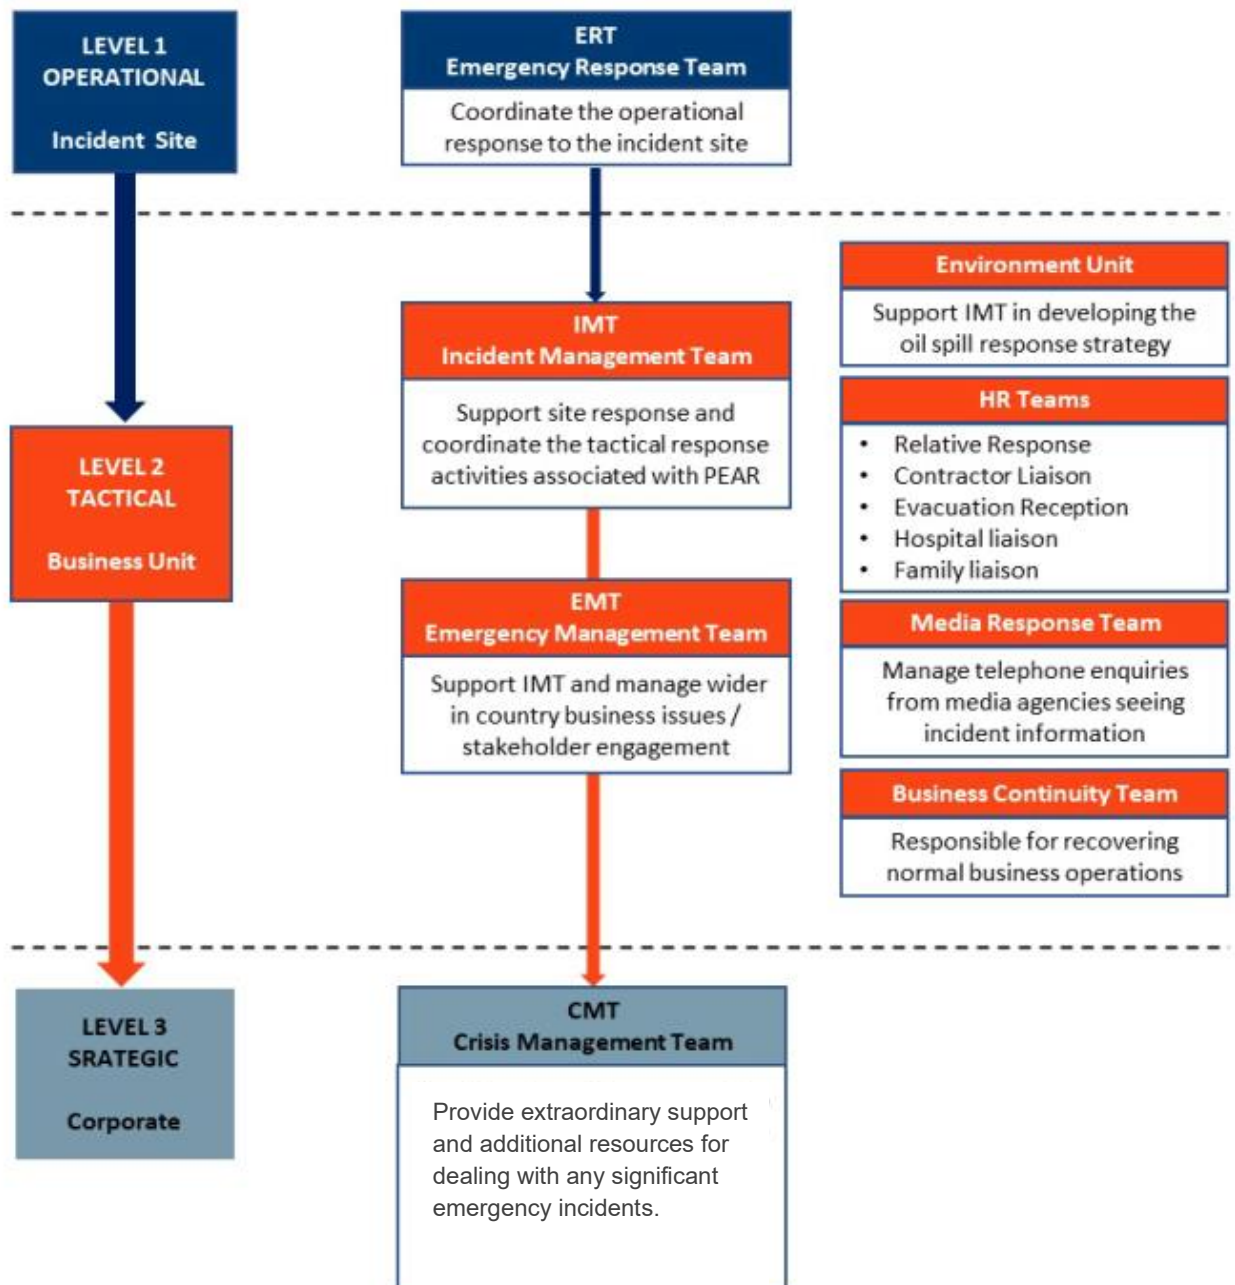 LEVEL 1
OPERATIONAL
Incident Site
ERT
Emergency Response Team
Coordinate the operational
response to the incident site
LEVEL 2
TACTICAL
Business Unit
IMT
Incident Management Team
Support site response and
coordinate the tactical response
activities associated with PEAR
EMT
Emergency Management Team
Support IMT and manage wider
in country business issues /
stakeholder engagement
Environment Unit
Support IMT in developing the
oil spill response strategy
HR Teams
• Relative Response
• Contractor Liaison
• Evacuation Reception
• Hospital liaison
• Family liaison
Media Response Team
Manage telephone enquiries
from media agencies seeing
incident information
Business Continuity Team
Responsible for recovering
normal business operations
LEVEL 3
SRATEGIC
Corporate
CMT
Crisis Management Team
Provide extraordinary support
and additional resources for
dealing with any significant
emergency incidents.